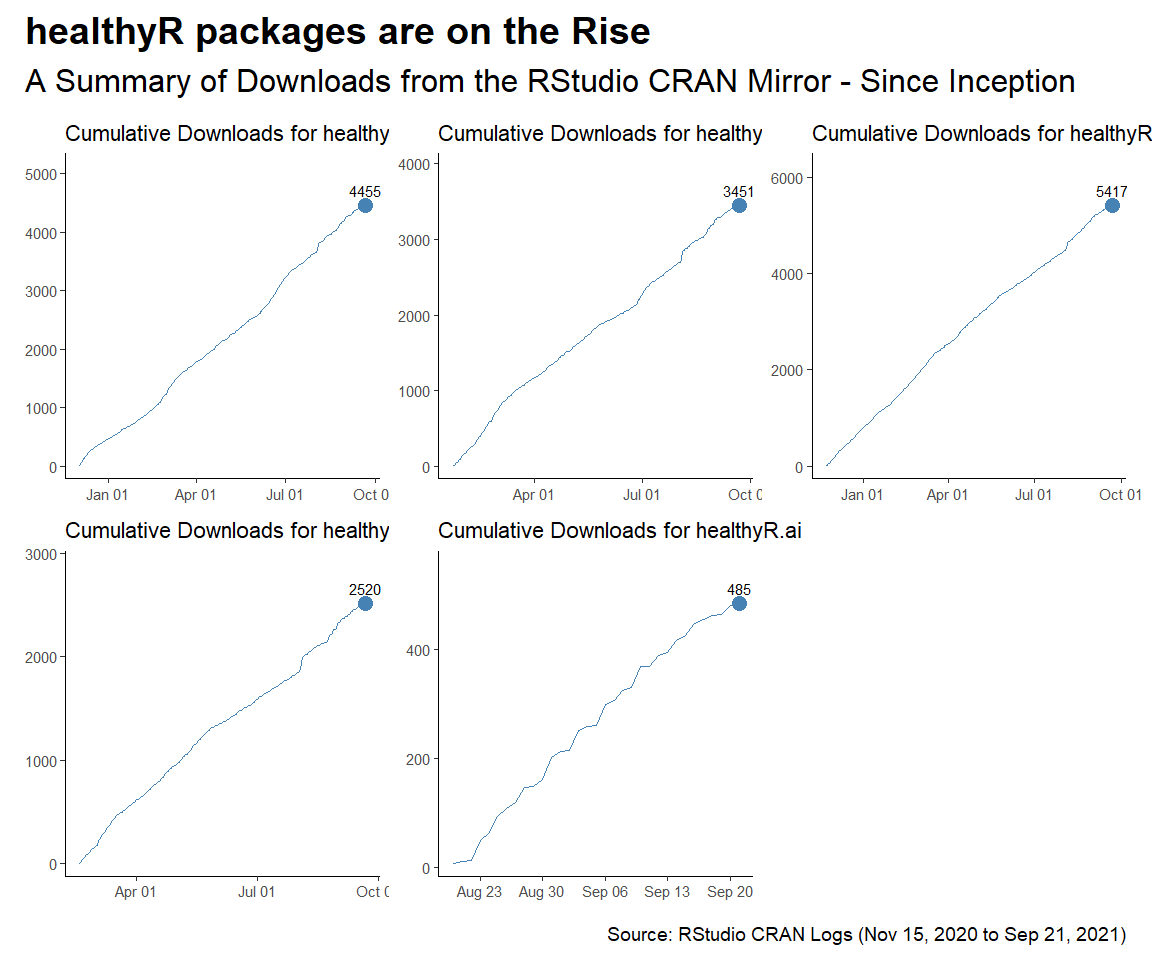 healthyR packages are on the Rise
A Summary of Downloads from the RStudio CRAN Mirror - Since Inception
Cumulative Downloads for healthy
5000
4000
3000
2000
1000
0
4455
Jan 01 Apr 01 Jul 01 Oct 0
Cumulative Downloads for healthy
4000
3000
2000
1000
0
3451
Apr 01 Jul 01 Oct 0
Cumulative Downloads for healthyR
6000
4000
2000
0
5417
Jan 01 Apr 01 Jul 01 Oct 01
Cumulative Downloads for healthy
3000
2000
1000
0
2520
Apr 01 Jul 01 Oct 0
Cumulative Downloads for healthyR.ai
400
200
0
485
Aug 23 Aug 30 Sep 06 Sep 13 Sep 20
Source: RStudio CRAN Logs (Nov 15, 2020 to Sep 21, 2021)